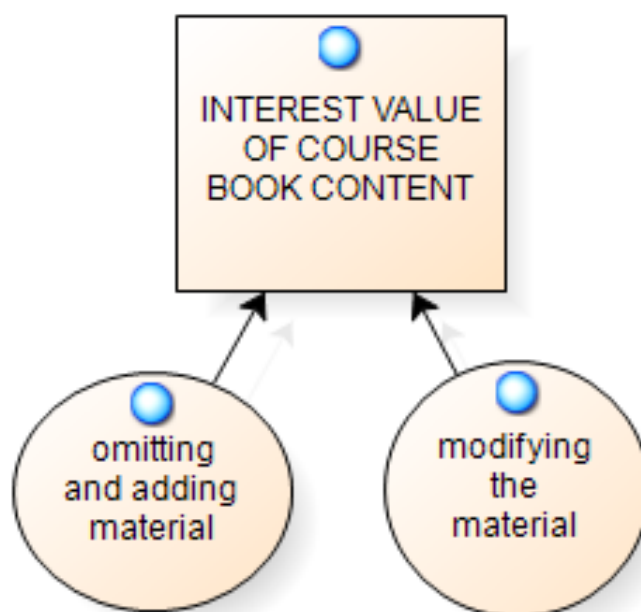 INTEREST VALUE
OF COURSE
BOOK CONTENT
omitting
and adding
material
modifying
the
material